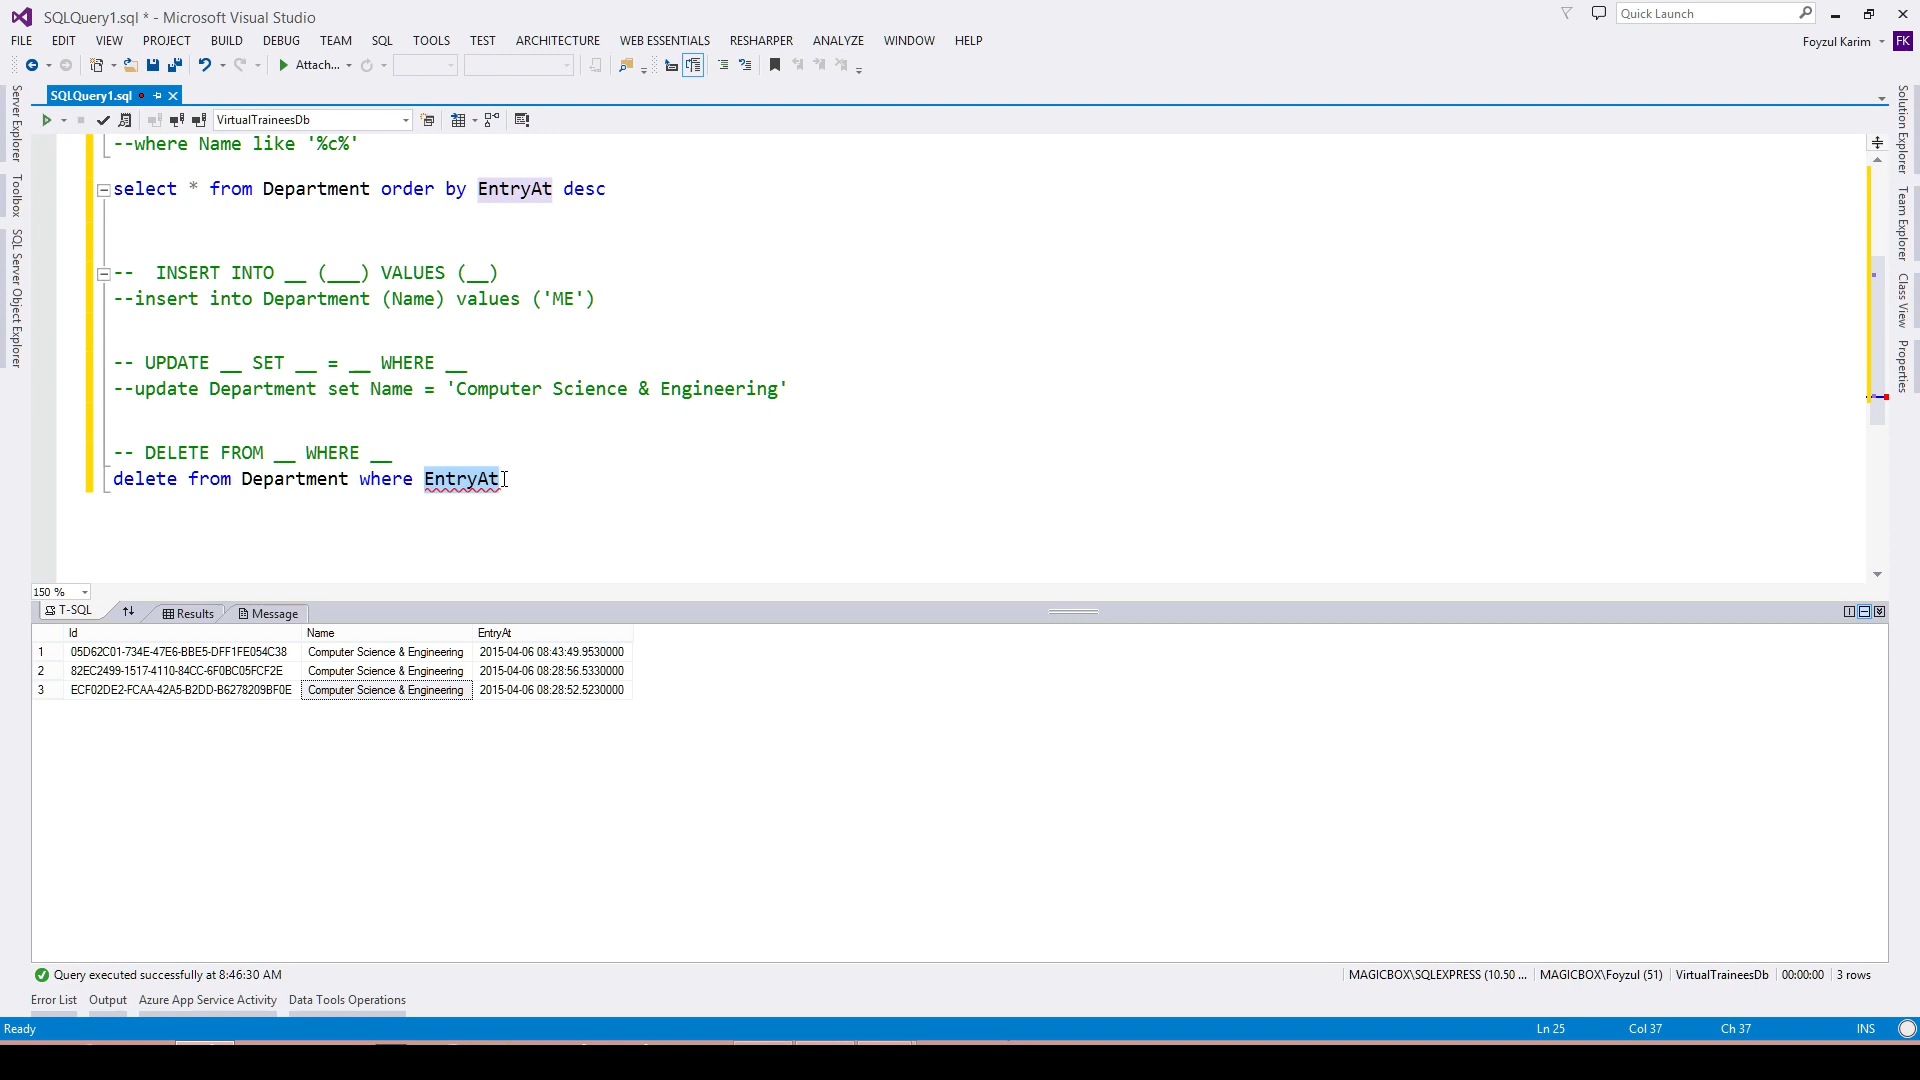 SQLQuery1.sql * - Microsoft Visual Studio
Quick Launch
FILE EDIT VIEW PROJECT BUILD DEBUG TEAM SQL TOOLS TEST ARCHITECTURE WEB ESSENTIALS RESHARPER ANALYZE WINDOW HELP
Foyzul Karim FK
Attach...
SQLQuery1.sql
VirtualTraineesDb
Server Explorer
Toolbox
SQL Server Object Explorer
Solution Explorer
Team Explorer
Class View
Properties
--where Name like '%c%'
select * from Department order by EntryAt desc
--  INSERT INTO __ (___) VALUES (__)
--insert into Department (Name) values ('ME')
-- UPDATE __ SET __ = __ WHERE __
--update Department set Name = 'Computer Science & Engineering'
-- DELETE FROM __ WHERE __
delete from Department where EntryAt
150 %
T-SQL Results Message
Id Name EntryAt
1 05D62C01-734E-47E6-BBE5-DFF1FE054C38 Computer Science & Engineering 2015-04-06 08:43:49.9530000
2 82EC2499-1517-4110-84CC-6F0BC05FCF2E Computer Science & Engineering 2015-04-06 08:28:56.5330000
3 ECF02DE2-FCAA-42A5-B2DD-B6278209BF0E Computer Science & Engineering 2015-04-06 08:28:52.5230000
Query executed successfully at 8:46:30 AM
MAGICBOX\SQLEXPRESS (10.50 ... MAGICBOX\Foyzul (51) VirtualTraineesDb 00:00:00 3 rows
Error List Output Azure App Service Activity Data Tools Operations
Ready Ln 25 Col 37 Ch 37 INS